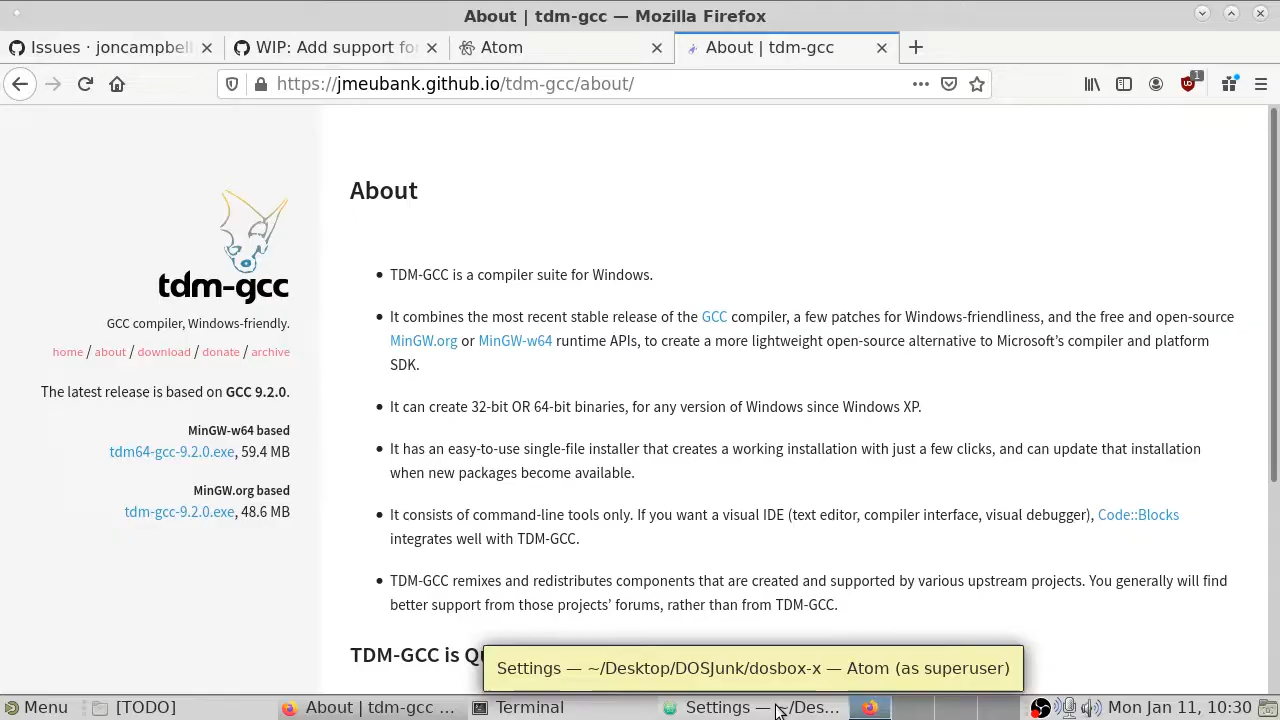 About | tdm-gcc — Mozilla Firefox
Issues · joncampbel
WIP: Add support fo
Atom
About | tdm-gcc
https://jmeubank.github.io/tdm-gcc/about/
1
tdm-gcc
GCC compiler, Windows-friendly.
home / about / download / donate / archive
The latest release is based on GCC 9.2.0.
MinGW-w64 based
tdm64-gcc-9.2.0.exe, 59.4 MB
MinGW.org based
tdm-gcc-9.2.0.exe, 48.6 MB
About
TDM-GCC is a compiler suite for Windows.
It combines the most recent stable release of the GCC compiler, a few patches for Windows-friendliness, and the free and open-source
MinGW.org or MinGW-w64 runtime APIs, to create a more lightweight open-source alternative to Microsoft’s compiler and platform
SDK.
It can create 32-bit OR 64-bit binaries, for any version of Windows since Windows XP.
It has an easy-to-use single-file installer that creates a working installation with just a few clicks, and can update that installation
when new packages become available.
It consists of command-line tools only. If you want a visual IDE (text editor, compiler interface, visual debugger), Code::Blocks
integrates well with TDM-GCC.
TDM-GCC remixes and redistributes components that are created and supported by various upstream projects. You generally will find
better support from those projects’ forums, rather than from TDM-GCC.
TDM-GCC is Qu
Settings — ~/Desktop/DOSJunk/dosbox-x — Atom (as superuser)
Menu
[TODO]
About | tdm-gcc ...
Terminal
Settings — ~/Des...
Mon Jan 11, 10:30